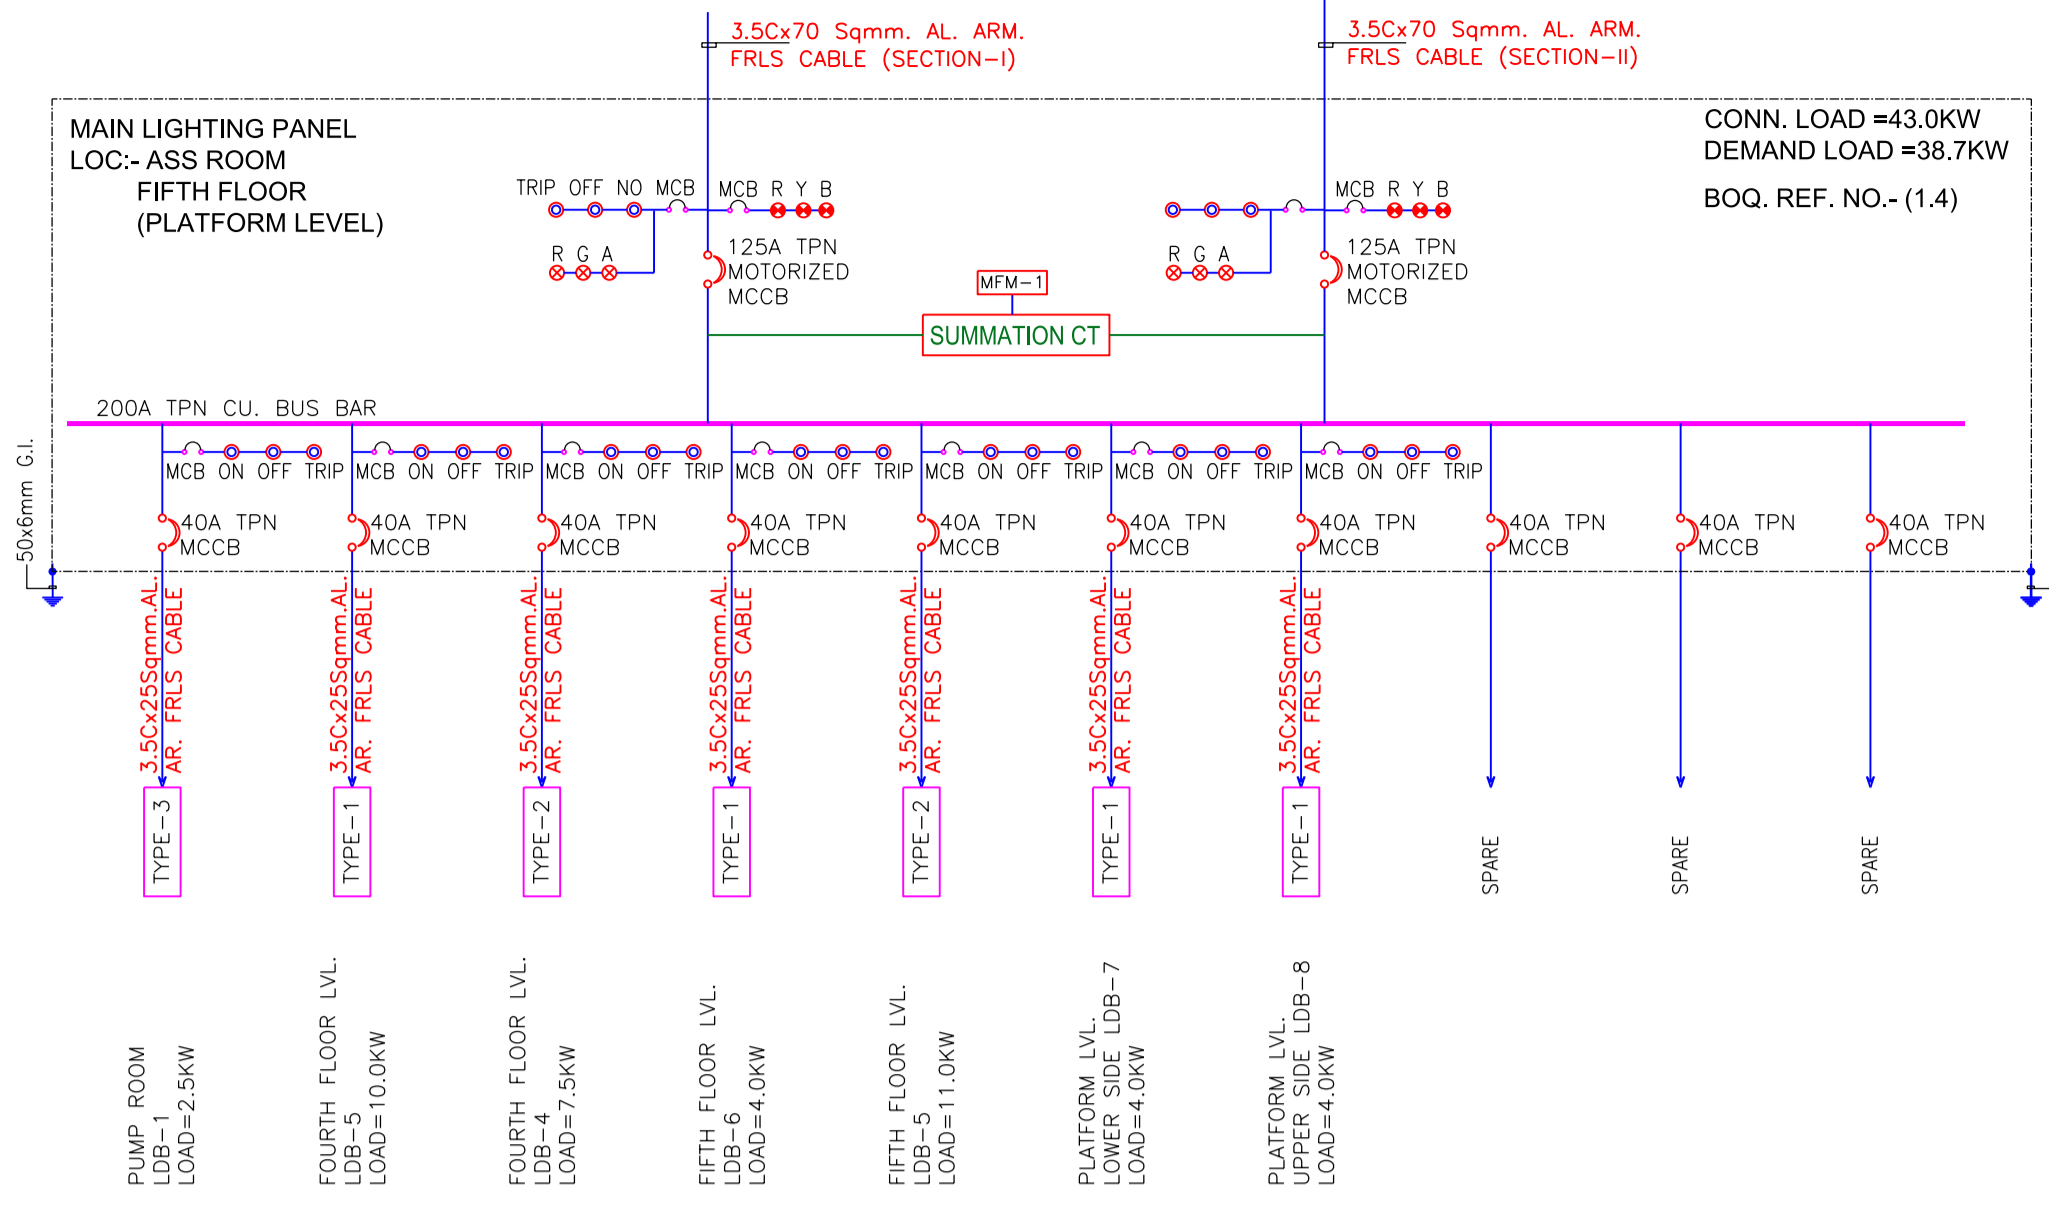 3.5Cx70 Sqmm. AL. ARM.
FRLS CABLE (SECTION-I)
3.5Cx70 Sqmm. AL. ARM.
FRLS CABLE (SECTION-II)
MAIN LIGHTING PANEL
LOC:- ASS ROOM
FIFTH FLOOR
(PLATFORM LEVEL)
CONN. LOAD =43.0KW
DEMAND LOAD =38.7KW
BOQ. REF. NO.- (1.4)
TRIP OFF NO MCB
MCB R Y B
R G A
125A TPN
MOTORIZED
MCCB
MCB R Y B
R G A
125A TPN
MOTORIZED
MCCB
MFM-1
SUMMATION CT
200A TPN CU. BUS BAR
50x6mm G.I.
MCB ON OFF TRIP
MCB ON OFF TRIP
MCB ON OFF TRIP
MCB ON OFF TRIP
MCB ON OFF TRIP
MCB ON OFF TRIP
MCB ON OFF TRIP
40A TPN
MCCB
40A TPN
MCCB
40A TPN
MCCB
40A TPN
MCCB
40A TPN
MCCB
40A TPN
MCCB
40A TPN
MCCB
40A TPN
MCCB
40A TPN
MCCB
40A TPN
MCCB
3.5Cx25Sqmm.AL.
AR. FRLS CABLE
3.5Cx25Sqmm.AL.
AR. FRLS CABLE
3.5Cx25Sqmm.AL.
AR. FRLS CABLE
3.5Cx25Sqmm.AL.
AR. FRLS CABLE
3.5Cx25Sqmm.AL.
AR. FRLS CABLE
3.5Cx25Sqmm.AL.
AR. FRLS CABLE
3.5Cx25Sqmm.AL.
AR. FRLS CABLE
TYPE-3
TYPE-1
TYPE-2
TYPE-1
TYPE-2
TYPE-1
TYPE-1
SPARE
SPARE
SPARE
PUMP ROOM
LDB-1
LOAD=2.5KW
FOURTH FLOOR LVL.
LDB-5
LOAD=10.0KW
FOURTH FLOOR LVL.
LDB-4
LOAD=7.5KW
FIFTH FLOOR LVL.
LDB-6
LOAD=4.0KW
FIFTH FLOOR LVL.
LDB-5
LOAD=11.0KW
PLATFORM LVL.
LOWER SIDE LDB-7
LOAD=4.0KW
PLATFORM LVL.
UPPER SIDE LDB-8
LOAD=4.0KW